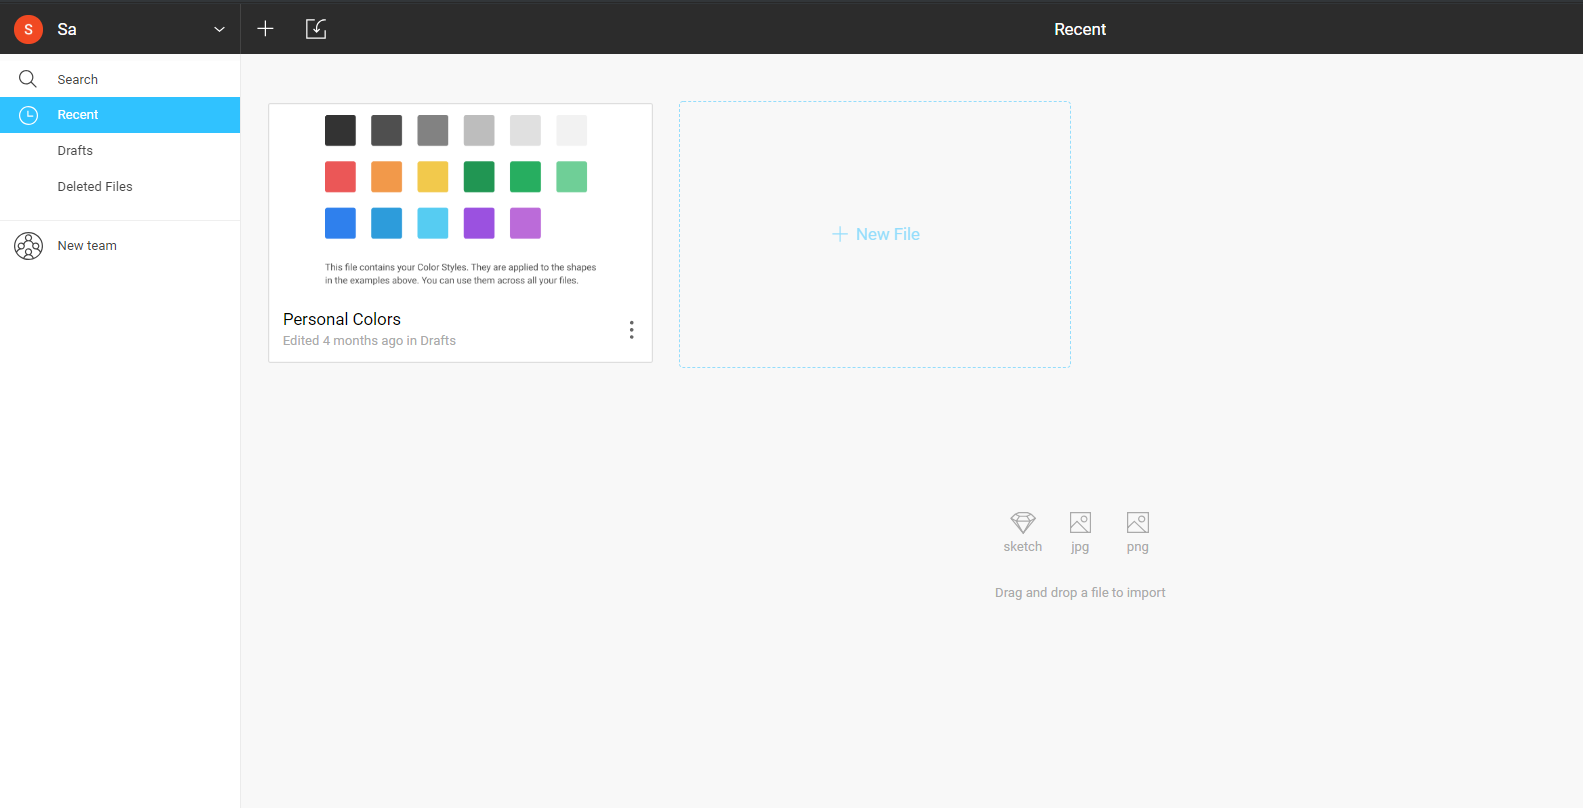 S
Sa
Recent
Search
Recent
Drafts
Deleted Files
New team
This file contains your Color Styles. They are applied to the shapes
in the examples above. You can use them across all your files.
Personal Colors
Edited 4 months ago in Drafts
New File
sketch
jpg
png
Drag and drop a file to import